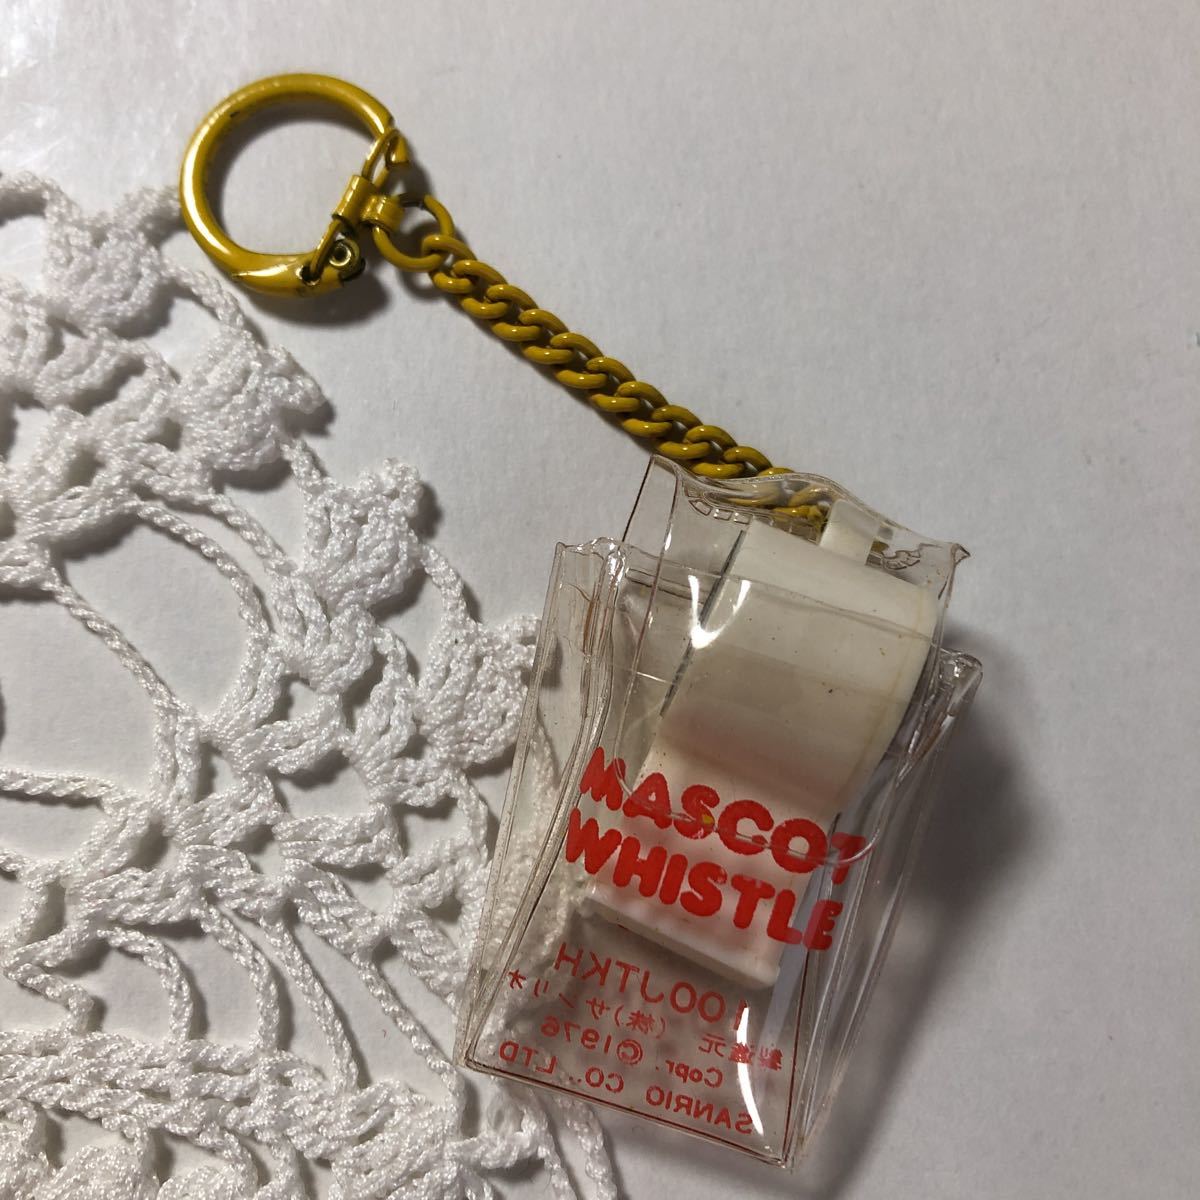 MASCOT
WHISTLE
100JTKH
製造元 (株)サンリオ
Copr. ©1976
SANRIO CO., LTD.